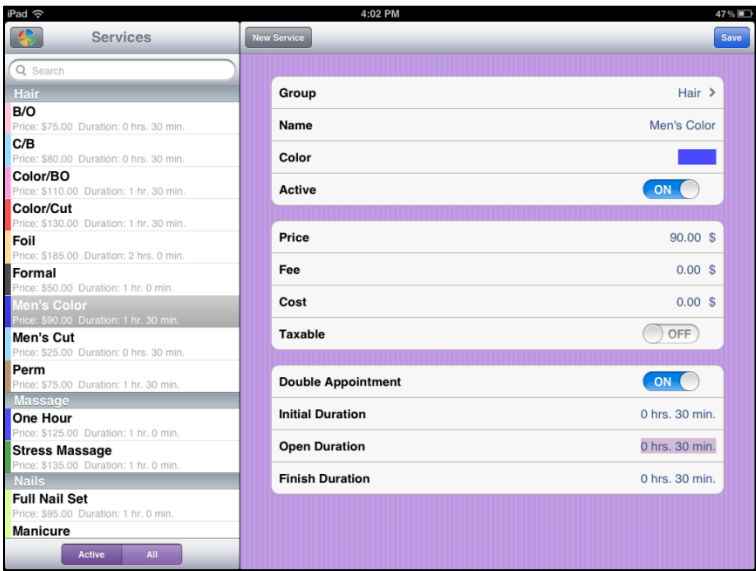 iPad 4:02 PM 47%
Services
New Service
Save
Search
Hair
B/O
Price: $75.00 Duration: 0 hrs. 30 min.
C/B
Price: $80.00 Duration: 0 hrs. 30 min.
Color/BO
Price: $110.00 Duration: 1 hr. 30 min.
Color/Cut
Price: $130.00 Duration: 1 hr. 30 min.
Foil
Price: $185.00 Duration: 2 hrs. 0 min.
Formal
Price: $50.00 Duration: 1 hr. 0 min.
Men's Color
Price: $90.00 Duration: 1 hr. 30 min.
Men's Cut
Price: $25.00 Duration: 0 hrs. 30 min.
Perm
Price: $75.00 Duration: 1 hr. 30 min.
Massage
One Hour
Price: $125.00 Duration: 1 hr. 0 min.
Stress Massage
Price: $135.00 Duration: 1 hr. 0 min.
Nails
Full Nail Set
Price: $95.00 Duration: 1 hr. 0 min.
Manicure
Active All
Group Hair >
Name Men's Color
Color
Active ON
Price 90.00 $
Fee 0.00 $
Cost 0.00 $
Taxable OFF
Double Appointment ON
Initial Duration 0 hrs. 30 min.
Open Duration 0 hrs. 30 min.
Finish Duration 0 hrs. 30 min.